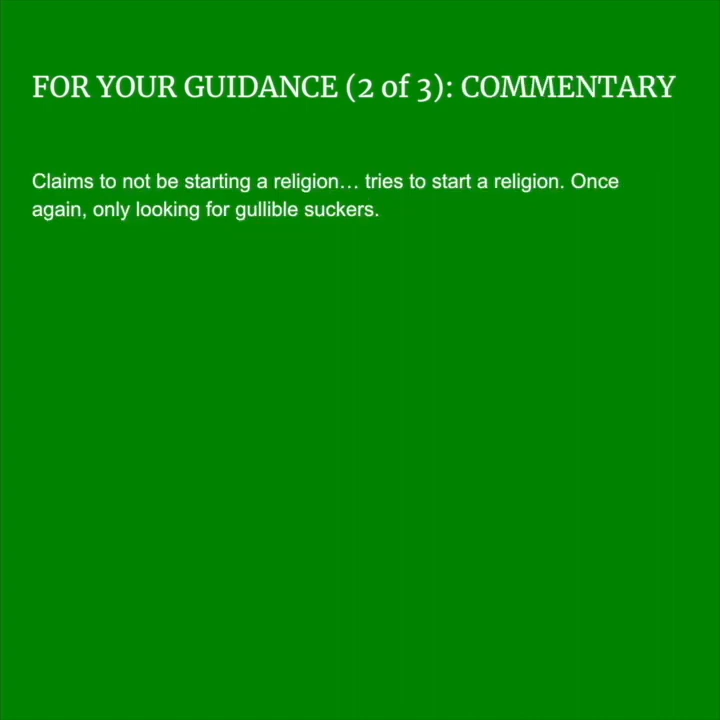 FOR YOUR GUIDANCE (2 of 3): COMMENTARY
Claims to not be starting a religion… tries to start a religion. Once
again, only looking for gullible suckers.